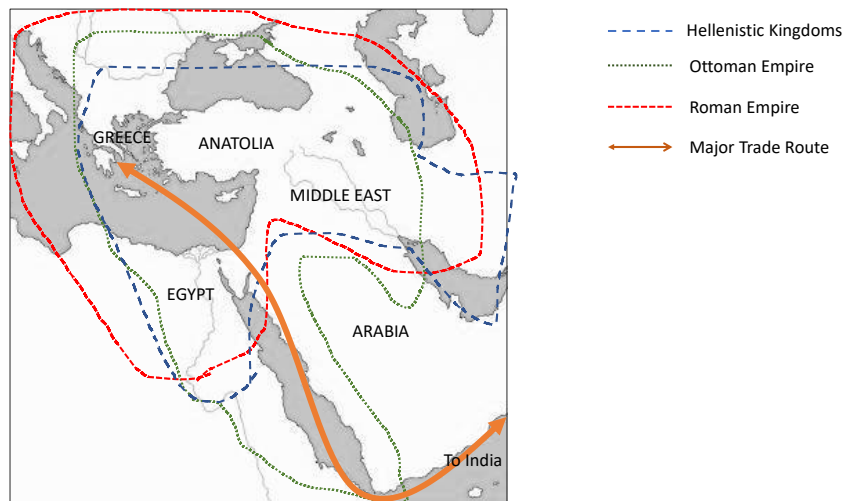 Hellenistic Kingdoms
Ottoman Empire
Roman Empire
Major Trade Route
GREECE
ANATOLIA
MIDDLE EAST
EGYPT
ARABIA
To India